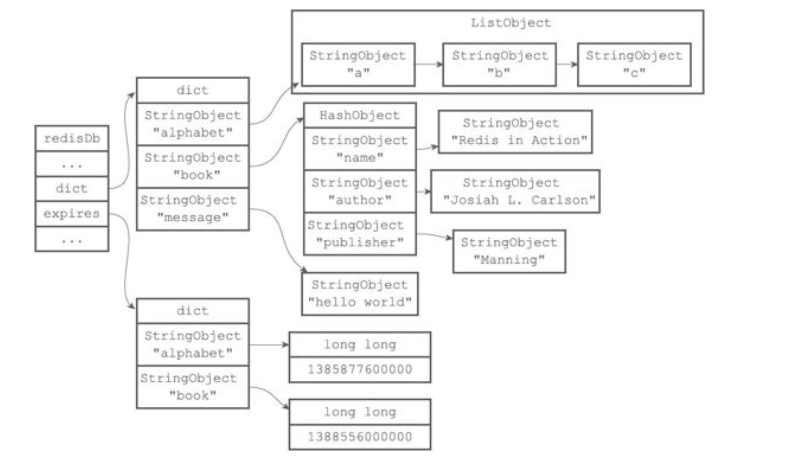 redisDb
...
dict
expires
...
dict
StringObject
"alphabet"
StringObject
"book"
StringObject
"message"
ListObject
StringObject
"a"
StringObject
"b"
StringObject
"c"
HashObject
StringObject
"name"
StringObject
"author"
StringObject
"publisher"
StringObject
"Redis in Action"
StringObject
"Josiah L. Carlson"
StringObject
"Manning"
StringObject
"hello world"
dict
StringObject
"alphabet"
StringObject
"book"
long long
1385877600000
long long
1388556000000